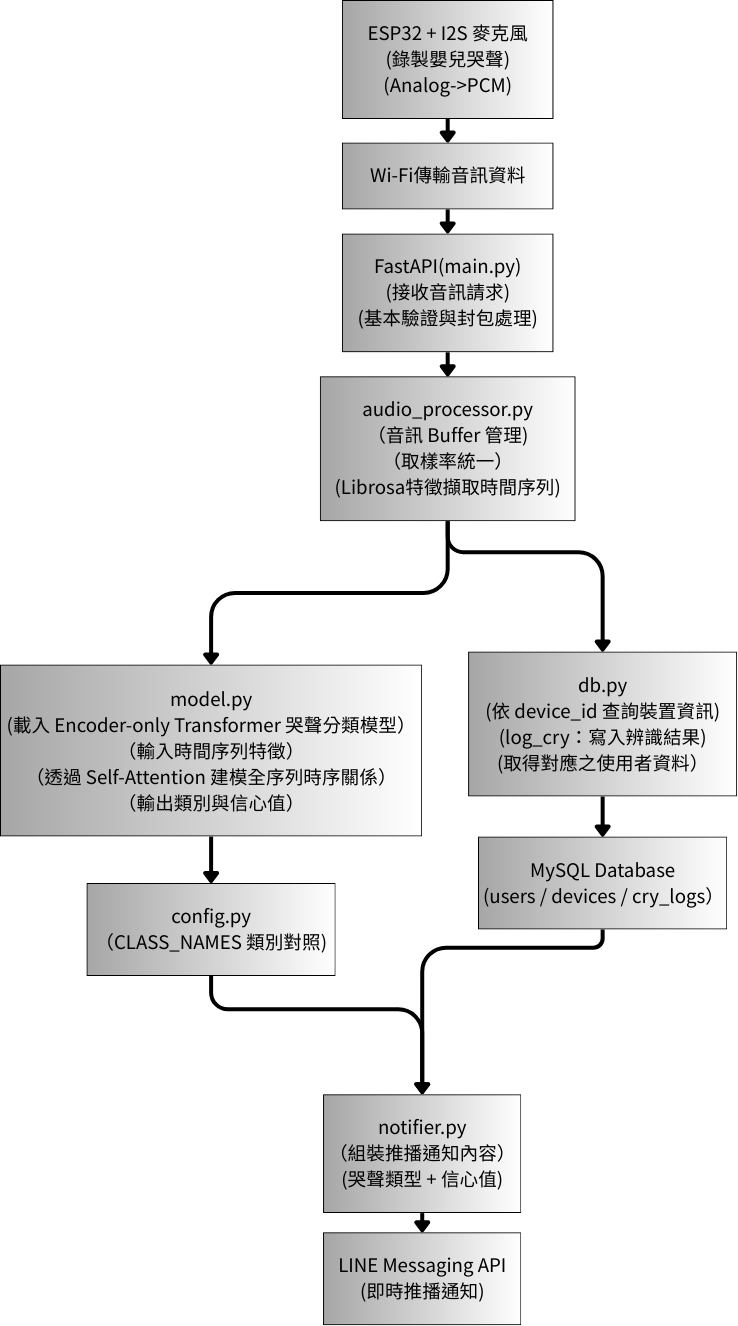 ESP32 + I2S 麥克風
(錄製嬰兒哭聲)
(Analog->PCM)
Wi-Fi傳輸音訊資料
FastAPI(main.py)
(接收音訊請求)
(基本驗證與封包處理)
audio_processor.py
（音訊 Buffer 管理)
（取樣率統一）
(Librosa特徵擷取時間序列)
model.py
(載入 Encoder-only Transformer 哭聲分類模型）
（輸入時間序列特徵）
（透過 Self-Attention 建模全序列時序關係）
（輸出類別與信心值）
db.py
(依 device_id 查詢裝置資訊)
(log_cry：寫入辨識結果)
(取得對應之使用者資料）
config.py
（CLASS_NAMES 類別對照)
MySQL Database
(users / devices / cry_logs）
notifier.py
（組裝推播通知內容）
(哭聲類型 + 信心值)
LINE Messaging API
(即時推播通知)